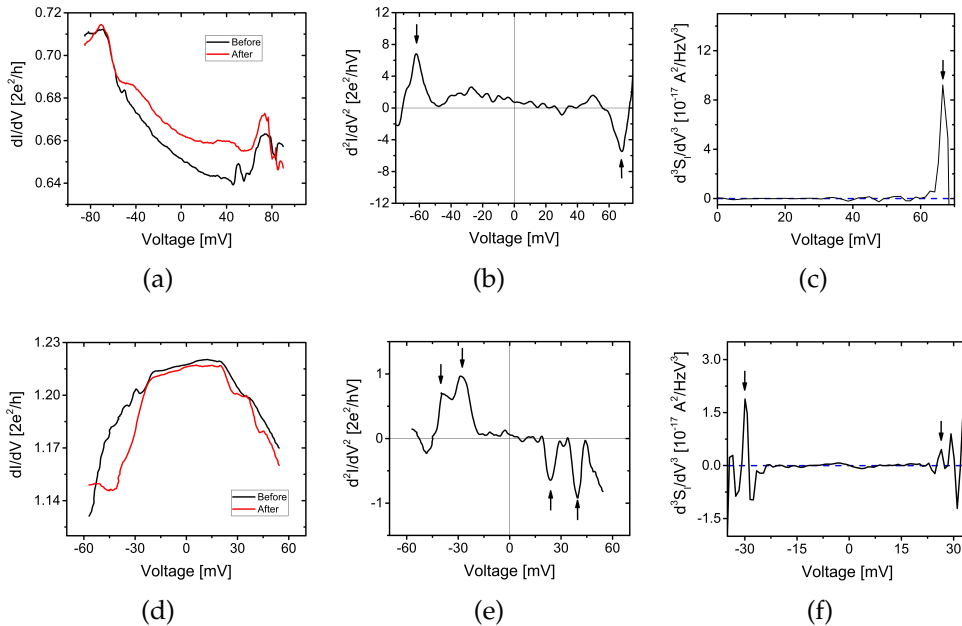 dI/dV [2e²/h]
0.72
0.70
0.68
0.66
0.64
Before
After
-80 -40 0 40 80
Voltage [mV]
(a)
d²I/dV² [2e²/hV]
12
8
4
0
-4
-8
-12
-60 -40 -20 0 20 40 60
Voltage [mV]
(b)
d³S_I/dV³ [10⁻¹⁷ A²/HzV³]
12
8
4
0
0 20 40 60
Voltage [mV]
(c)
dI/dV [2e²/h]
1.23
1.20
1.17
1.14
Before
After
-60 -30 0 30 60
Voltage [mV]
(d)
d²I/dV² [2e²/hV]
1
0
-1
-60 -30 0 30 60
Voltage [mV]
(e)
d³S_I/dV³ [10⁻¹⁷ A²/HzV³]
3.0
1.5
0.0
-1.5
-30 -15 0 15 30
Voltage [mV]
(f)